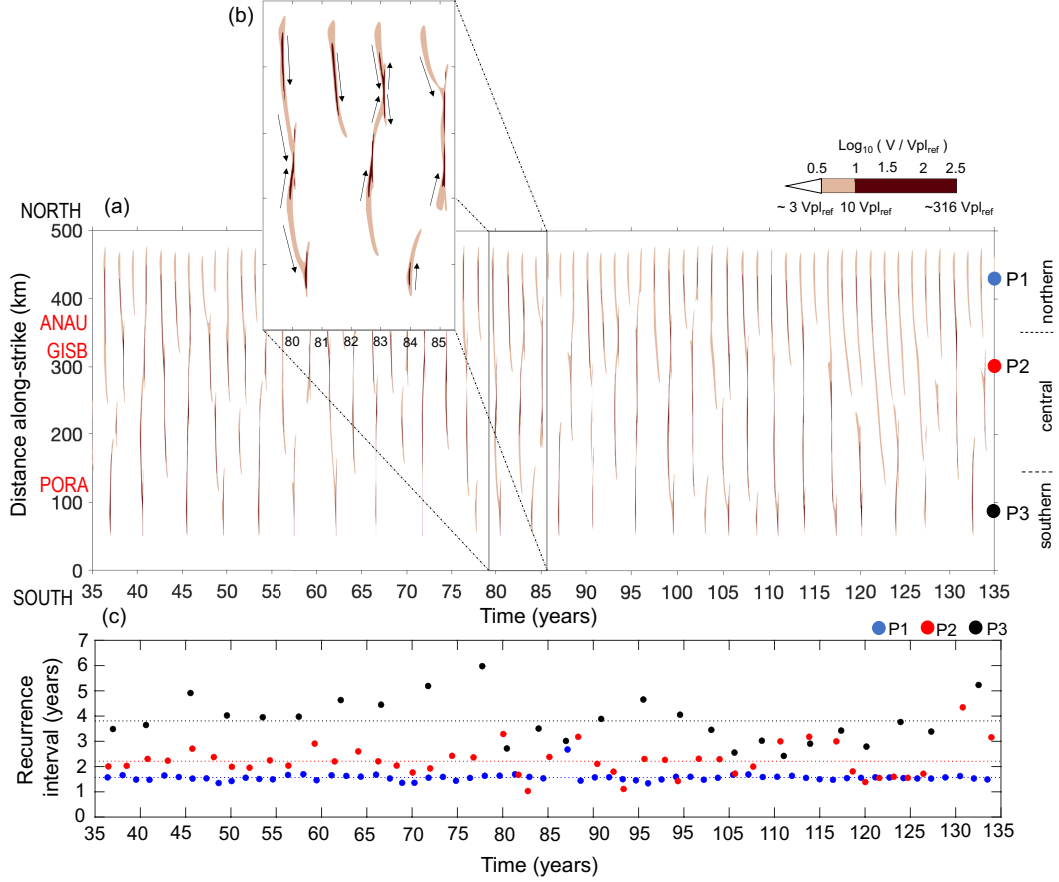 (b)
Log10 ( V / Vplref )
0.5 1 1.5 2 2.5
~ 3 Vplref 10 Vplref ~316 Vplref
NORTH (a)
500
400
300
200
100
0
Distance along-strike (km)
ANAU
GISB
PORA
80 81 82 83 84 85
P1
P2
P3
northern
central
southern
35 40 45 50 55 60 65 70 75 80 85 90 95 100 105 110 115 120 125 130 135
SOUTH
Time (years)
(c)
P1 P2 P3
7
6
5
4
3
2
1
0
Recurrence
interval (years)
35 40 45 50 55 60 65 70 75 80 85 90 95 95 105 110 115 120 125 130 135
Time (years)